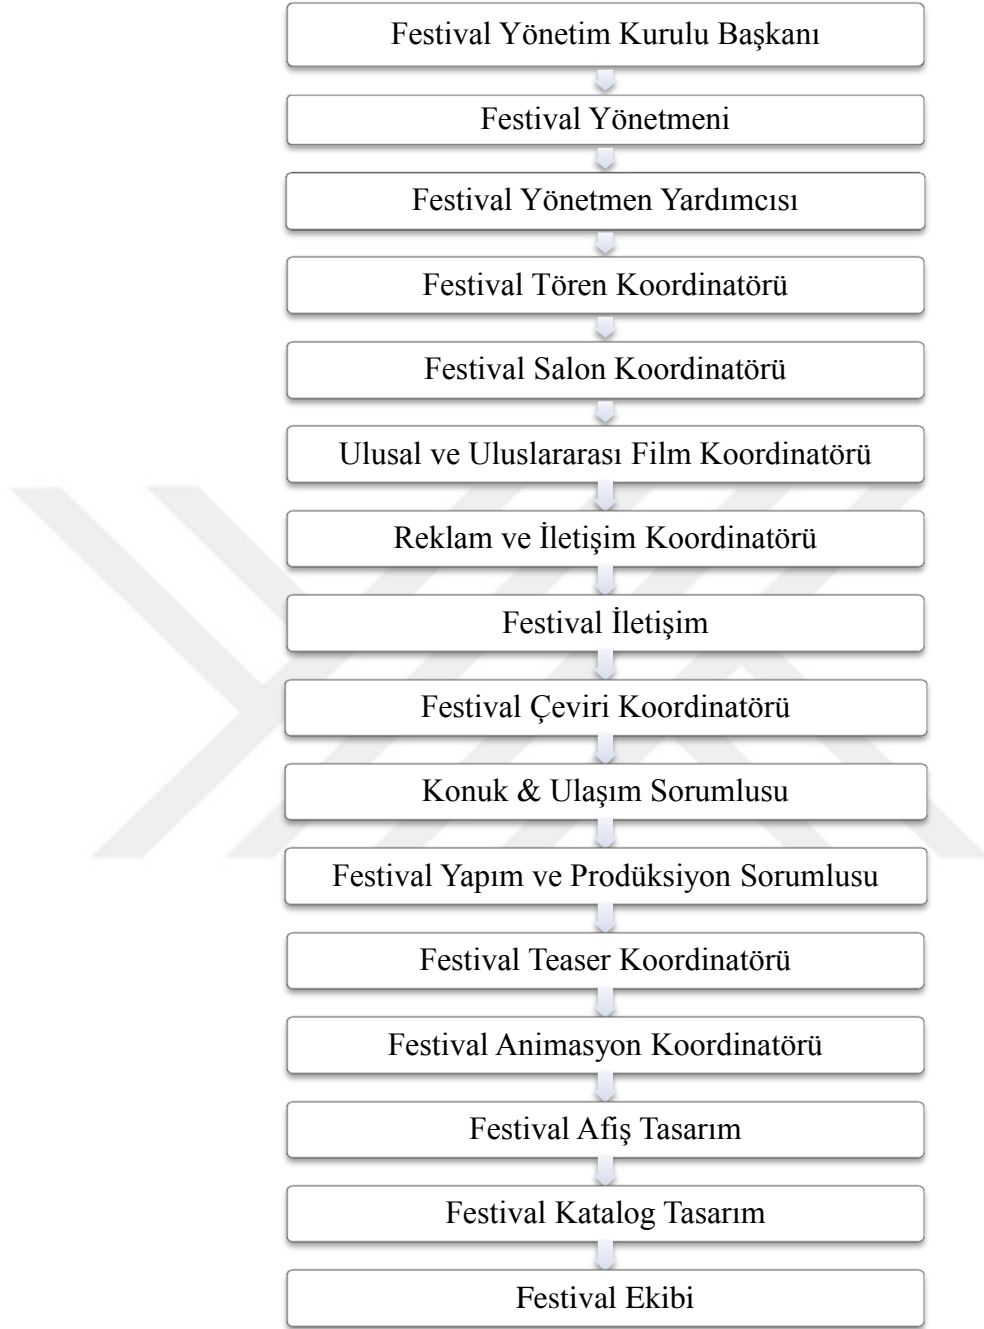 Festival Yönetim Kurulu Başkanı
Festival Yönetmeni
Festival Yönetmen Yardımcısı
Festival Tören Koordinatörü
Festival Salon Koordinatörü
Ulusal ve Uluslararası Film Koordinatörü
Reklam ve İletişim Koordinatörü
Festival İletişim
Festival Çeviri Koordinatörü
Konuk & Ulaşım Sorumlusu
Festival Yapım ve Prodüksiyon Sorumlusu
Festival Teaser Koordinatörü
Festival Animasyon Koordinatörü
Festival Afiş Tasarım
Festival Katalog Tasarım
Festival Ekibi